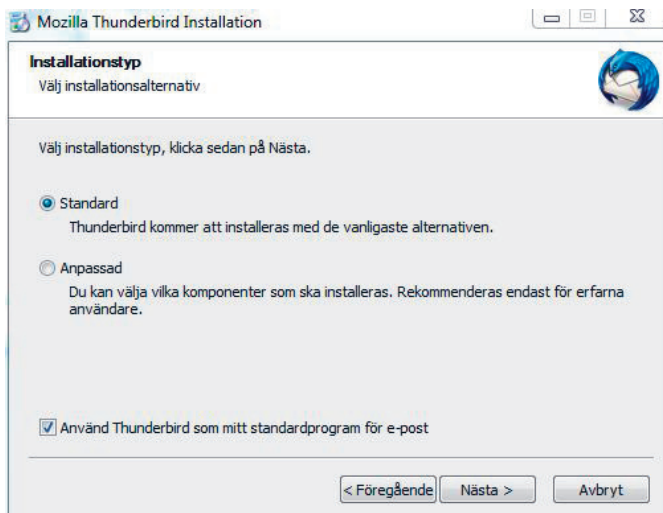 Mozilla Thunderbird Installation
Installationstyp
Välj installationsalternativ
Välj installationstyp, klicka sedan på Nästa.
Standard
Thunderbird kommer att installeras med de vanligaste alternativen.
Anpassad
Du kan välja vilka komponenter som ska installeras. Rekommenderas endast för erfarna
användare.
Använd Thunderbird som mitt standardprogram för e-post
< Föregående Nästa > Avbryt